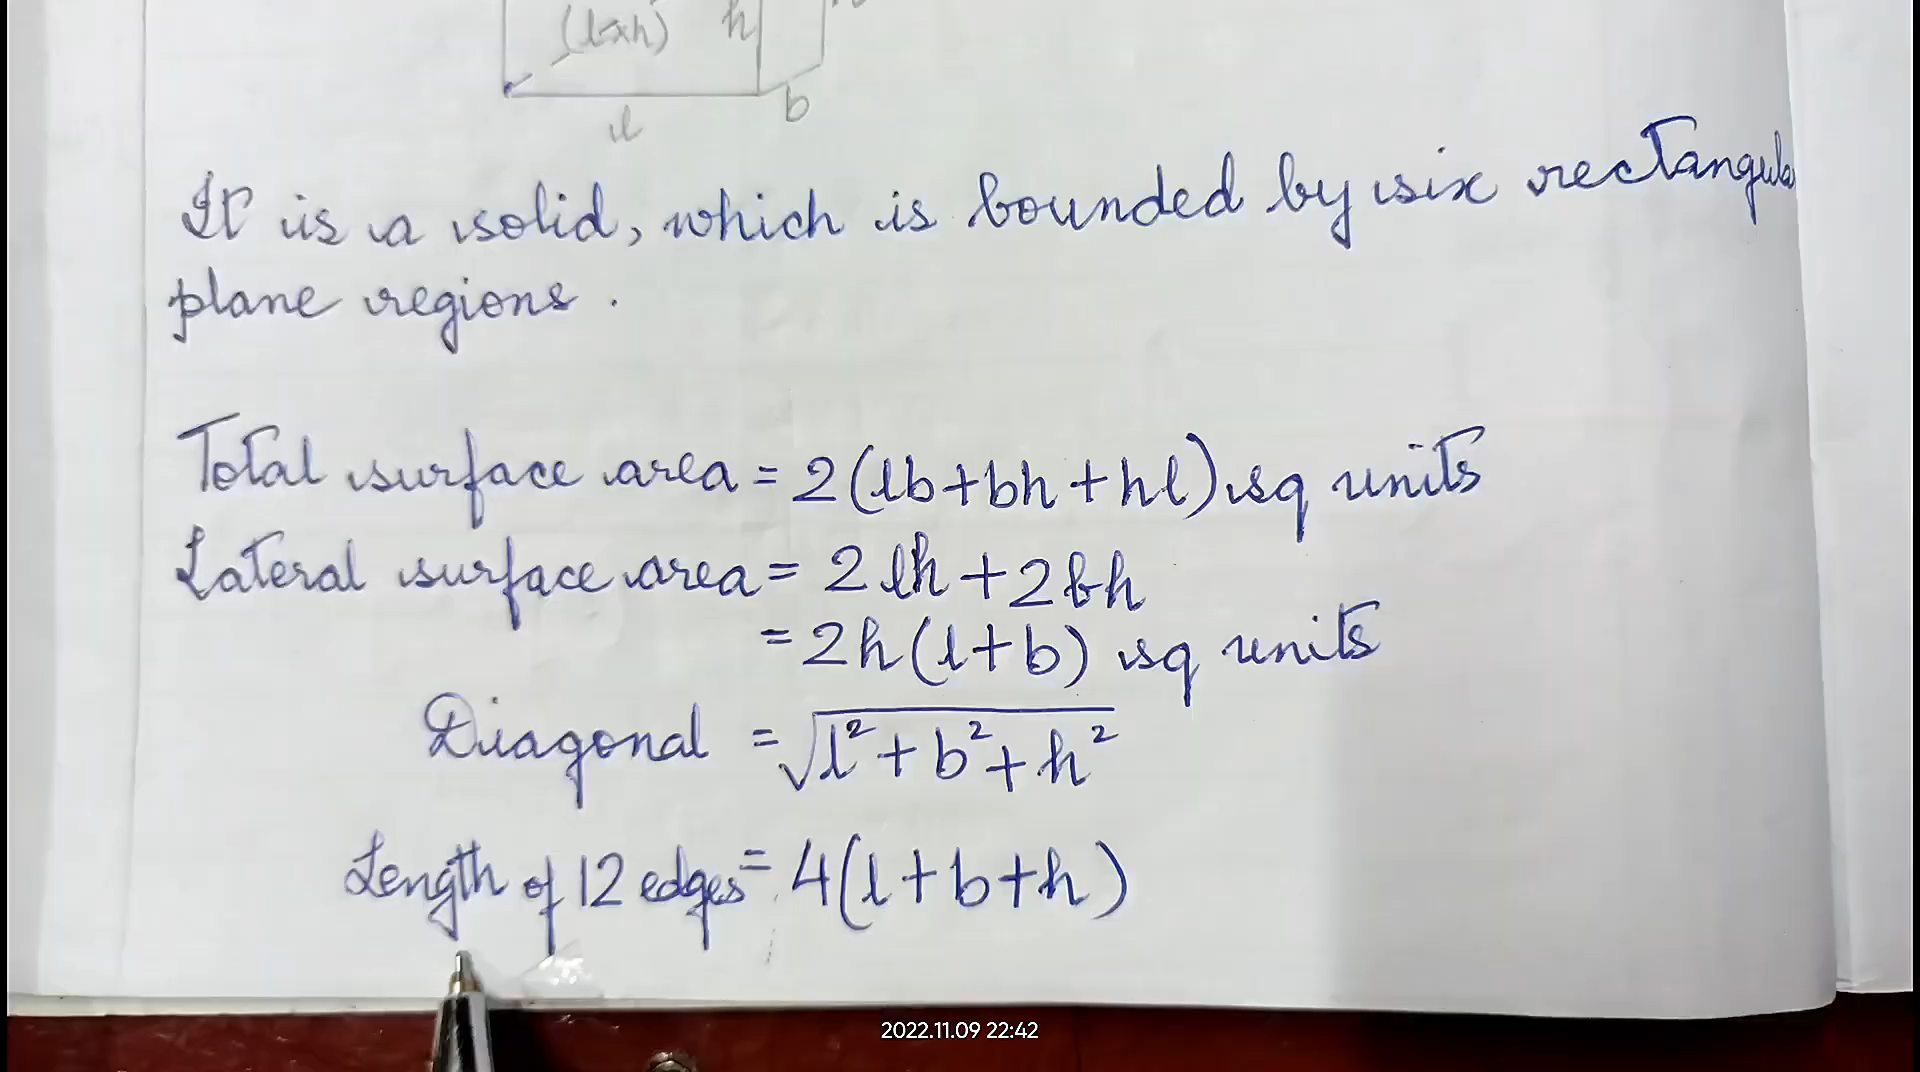 (l×h) h
l b
It is a solid, which is bounded by six rectangula
plane regions.
Total surface area = 2(lb+bh+hl) sq units
Lateral surface area = 2lh+2bh
= 2h(l+b) sq units
Diagonal = √l²+b²+h²
Length of 12 edges = 4(l+b+h)
2022.11.09 22:42